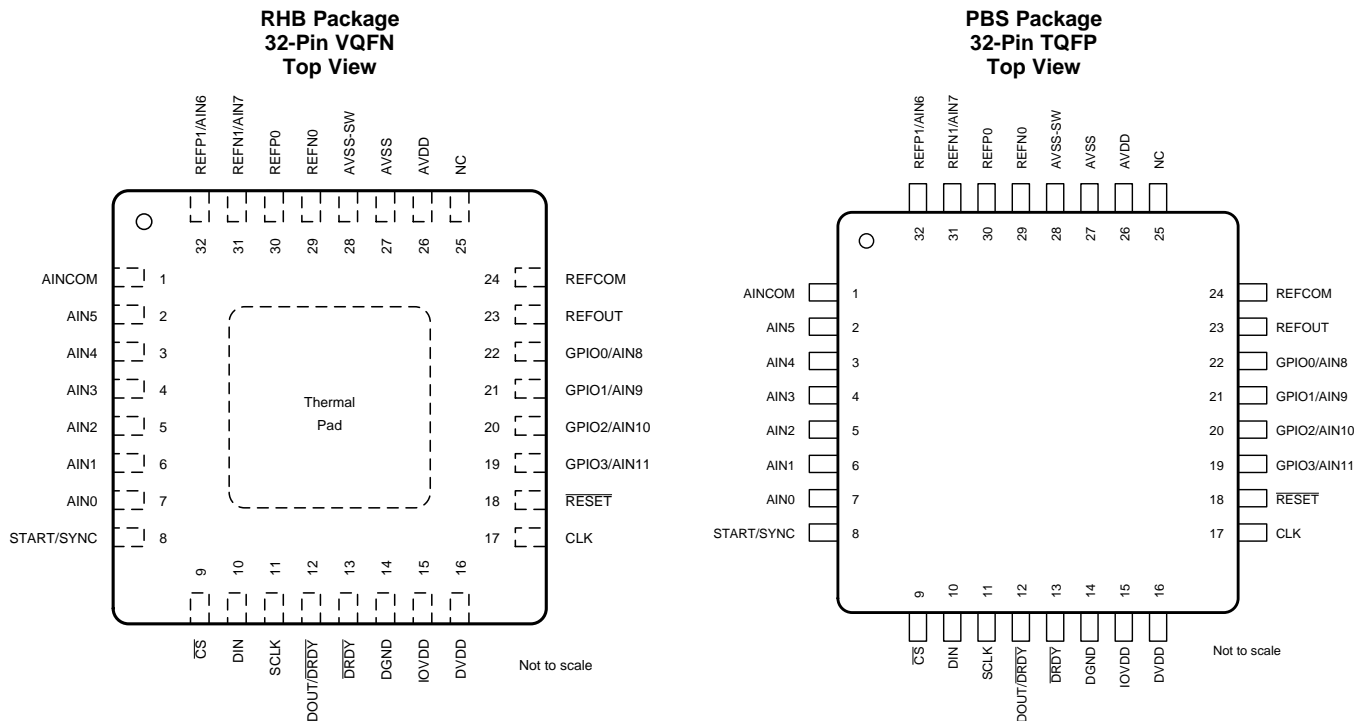 RHB Package
32-Pin VQFN
Top View
REFP1/AIN6
REFN1/AIN7
REFP0
REFN0
AVSS-SW
AVSS
AVDD
NC
32
31
30
29
28
27
26
25
AINCOM 1
AIN5 2
AIN4 3
AIN3 4
AIN2 5
AIN1 6
AIN0 7
START/SYNC 8
Thermal
Pad
24 REFCOM
23 REFOUT
22 GPIO0/AIN8
21 GPIO1/AIN9
20 GPIO2/AIN10
19 GPIO3/AIN11
18 RESET
17 CLK
9
10
11
12
13
14
15
16
CS
DIN
SCLK
DOUT/DRDY
DRDY
DGND
IOVDD
DVDD
Not to scale
PBS Package
32-Pin TQFP
Top View
REFP1/AIN6
REFN1/AIN7
REFP0
REFN0
AVSS-SW
AVSS
AVDD
NC
32
31
30
29
28
27
26
25
AINCOM 1
AIN5 2
AIN4 3
AIN3 4
AIN2 5
AIN1 6
AIN0 7
START/SYNC 8
24 REFCOM
23 REFOUT
22 GPIO0/AIN8
21 GPIO1/AIN9
20 GPIO2/AIN10
19 GPIO3/AIN11
18 RESET
17 CLK
9
10
11
12
13
14
15
16
CS
DIN
SCLK
DOUT/DRDY
DRDY
DGND
IOVDD
DVDD
Not to scale